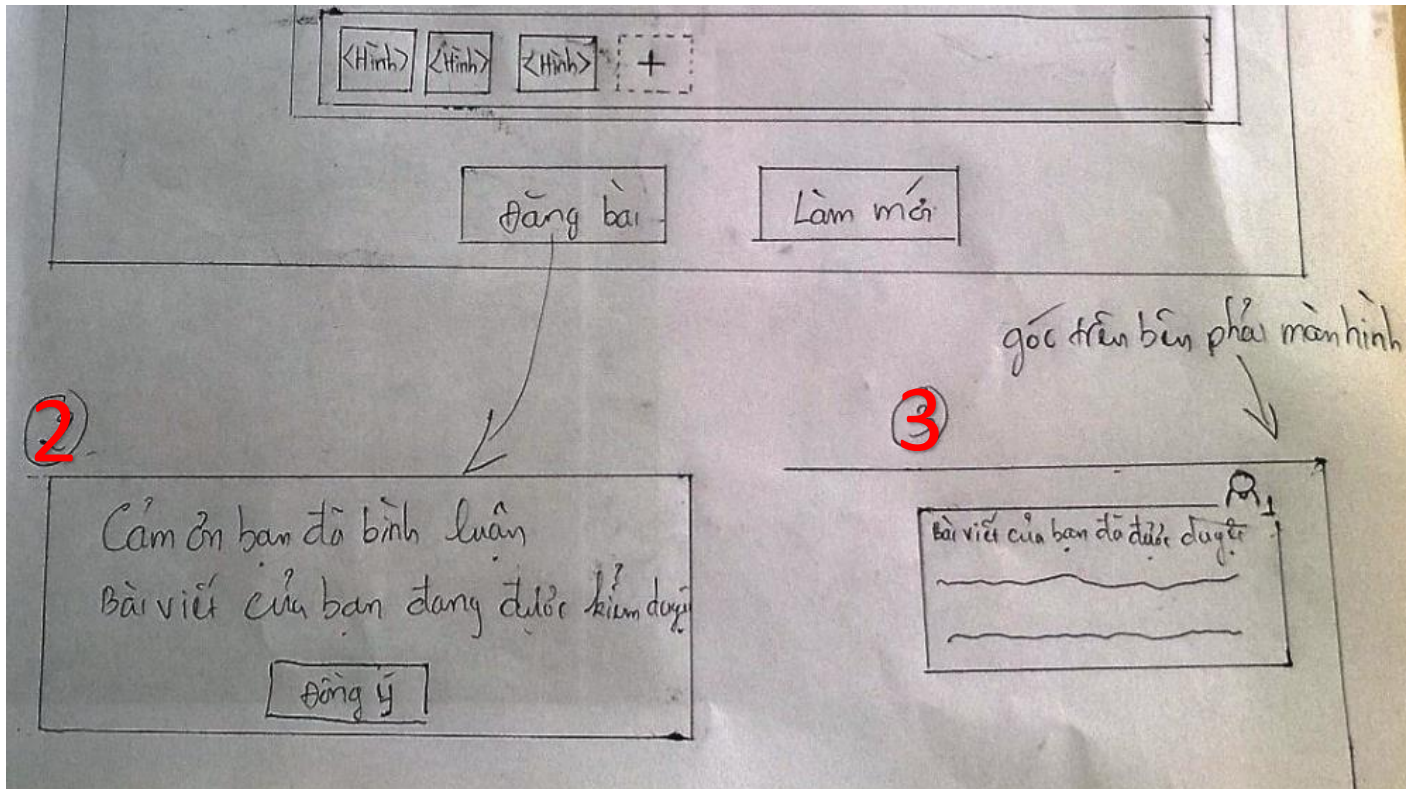 <Hình> <Hình> <Hình> +
Đăng bài
Làm mới
góc trên bên phải màn hình
2
3
Cảm ơn bạn đã bình luận
Bài viết của bạn đang được kiểm duyệt
Đồng ý
1
Bài viết của bạn đã được duyệt